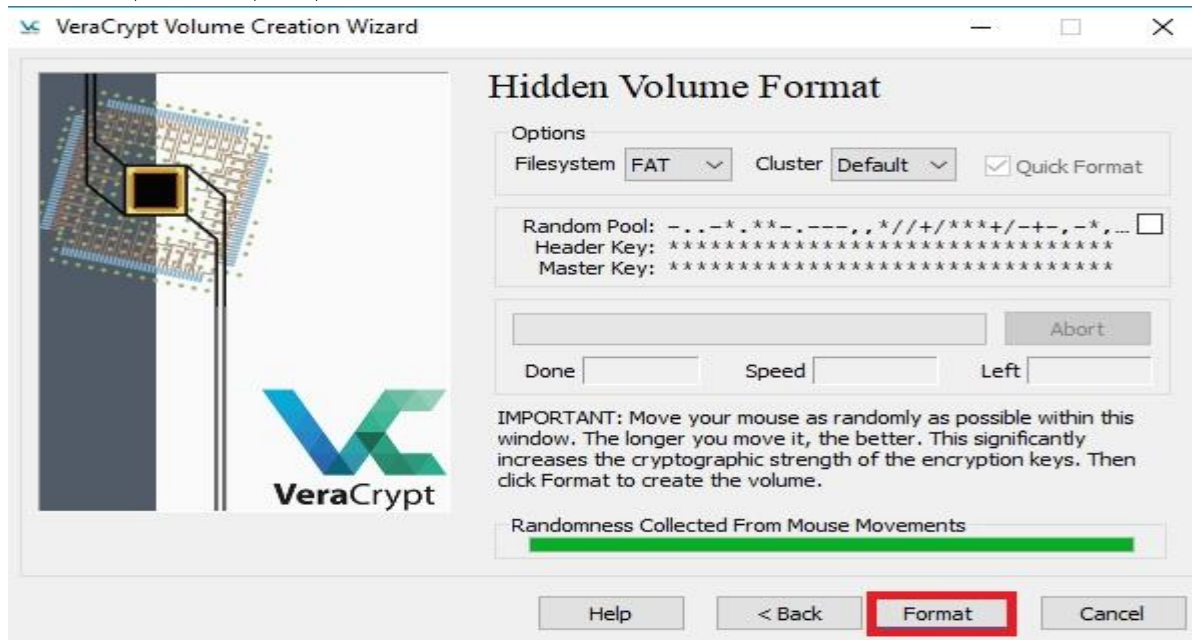 VeraCrypt Volume Creation Wizard
Hidden Volume Format
Options
Filesystem FAT Cluster Default Quick Format
Random Pool: -..-*.**-.---,,*//+/***+/-+-,-*,...
Header Key: *********************************
Master Key: *********************************
Abort
Done Speed Left
IMPORTANT: Move your mouse as randomly as possible within this
window. The longer you move it, the better. This significantly
increases the cryptographic strength of the encryption keys. Then
click Format to create the volume.
VeraCrypt
Randomness Collected From Mouse Movements
Help < Back Format Cancel